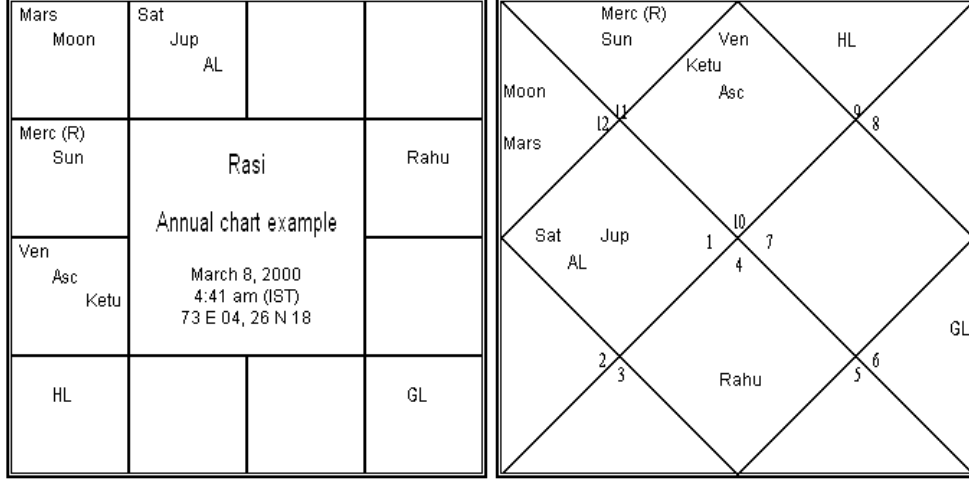 Mars
Moon
Sat
Jup
AL
Merc (R)
Sun
Rasi
Annual chart example
March 8, 2000
4:41 am (IST)
73 E 04, 26 N 18
Rahu
Ven
Asc
Ketu
HL
GL
Merc (R)
Sun
Ven
Ketu
Asc
HL
Moon
Mars
11
12
9
8
Sat Jup
AL
10
1 7
4
GL
2
3
Rahu
6
5